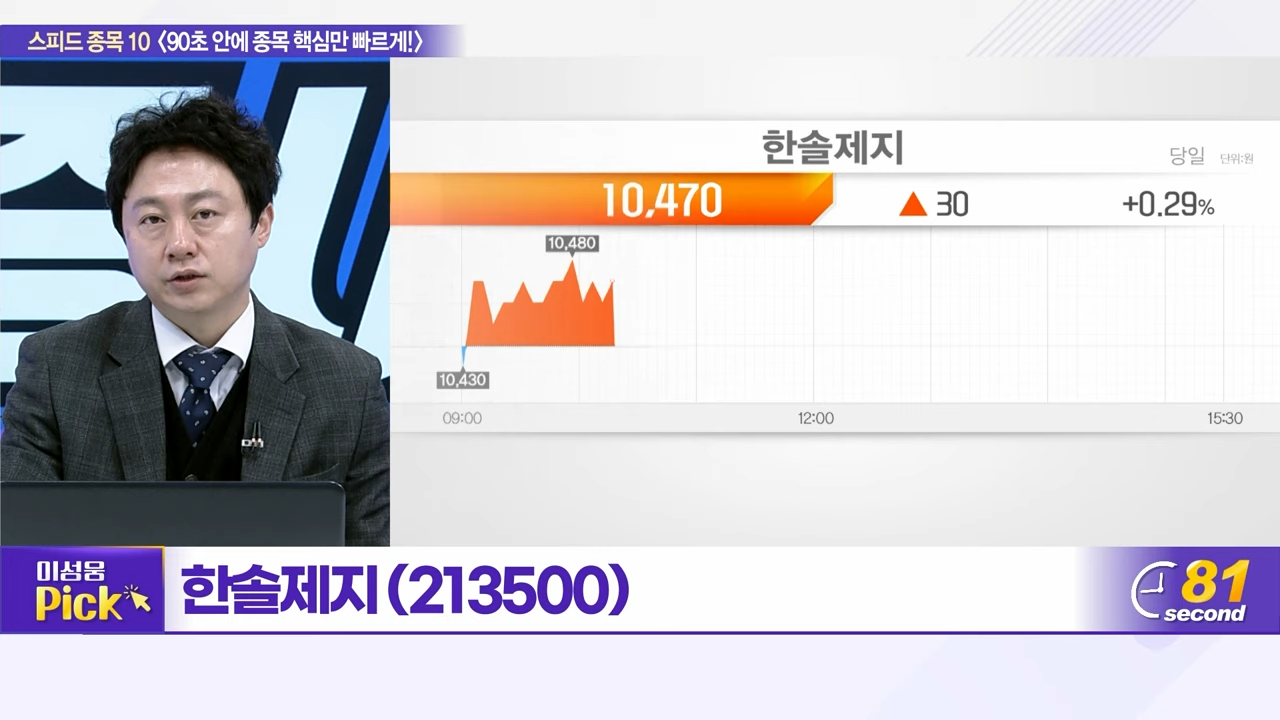 스피드 종목 10 〈90초 안에 종목 핵심만 빠르게!〉
한솔제지
당일 단위:원
10,470 ▲ 30 +0.29%
10,480
10,430
09:00 12:00 15:30
이성웅
Pick
한솔제지 (213500)
81
second